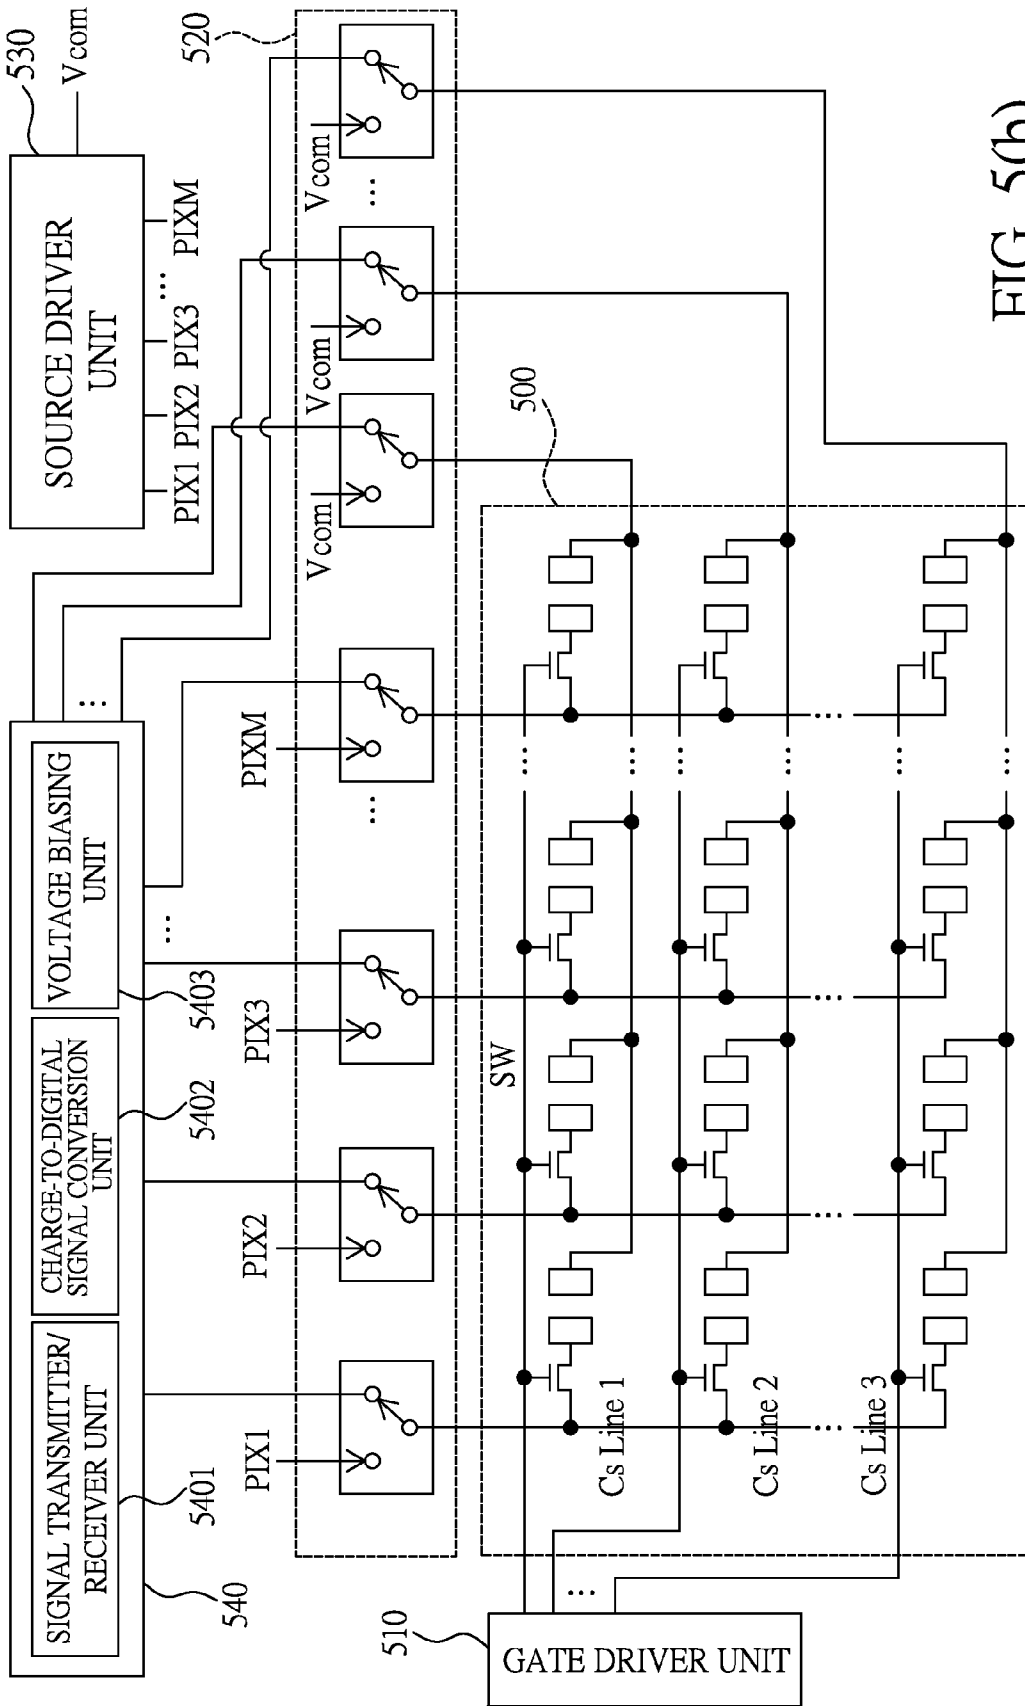 540
SIGNAL TRANSMITTER/
RECEIVER UNIT
5401
CHARGE-TO-DIGITAL
SIGNAL CONVERSION
UNIT
5402
VOLTAGE BIASING
UNIT
5403
...
...
SOURCE DRIVER
UNIT
530
Vcom
PIX1 PIX2 PIX3 ... PIXM
520
PIX1
PIX2
PIX3
...
PIXM
Vcom
Vcom
...
Vcom
500
510
GATE DRIVER UNIT
...
SW
...
Cs Line 1
...
...
Cs Line 2
...
... ... ... ...
...
Cs Line 3
...
FIG. 5(b)